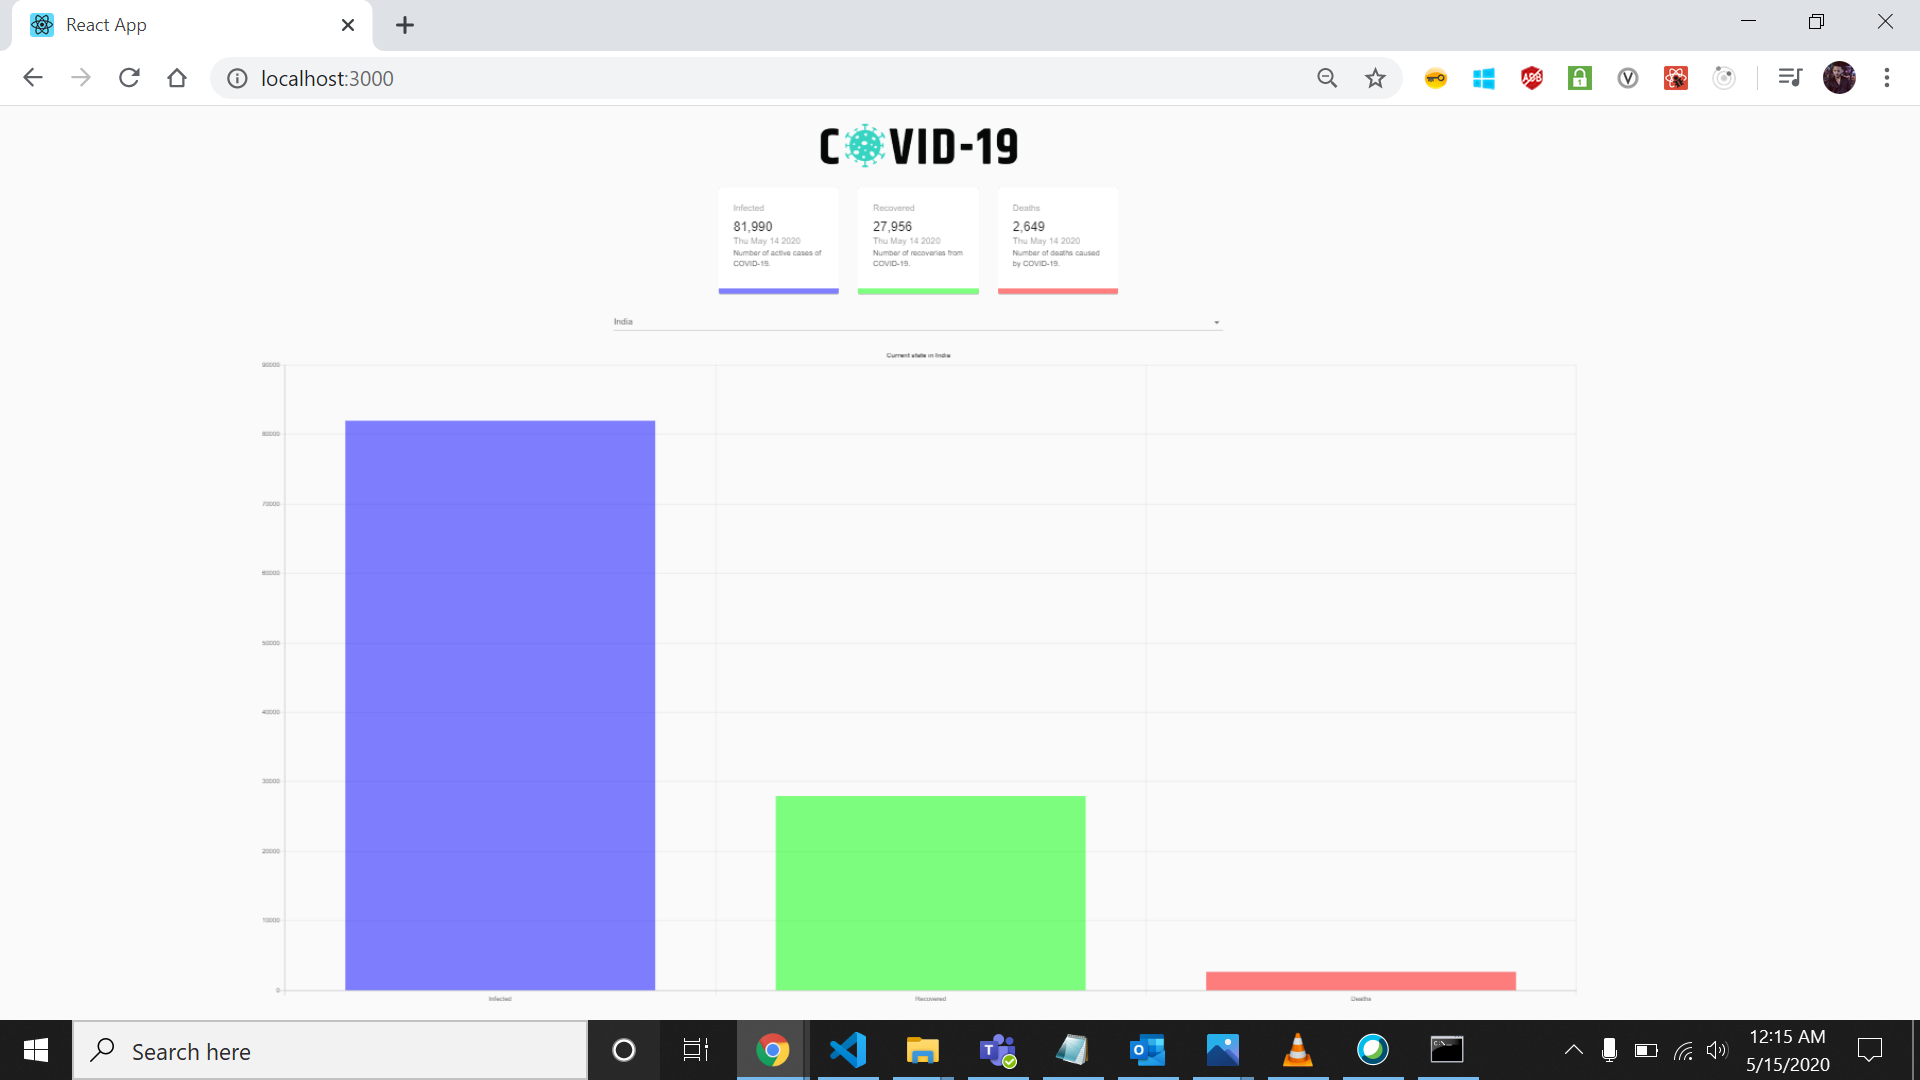 React App
localhost:3000
COVID-19
Infected
81,990
Thu May 14 2020
Number of active cases of
COVID-19.
Recovered
27,956
Thu May 14 2020
Number of recoveries from
COVID-19.
Deaths
2,649
Thu May 14 2020
Number of deaths caused
by COVID-19.
India
Current state in India
90000
80000
70000
60000
50000
40000
30000
20000
10000
0
Infected
Recovered
Deaths
Search here
12:15 AM
5/15/2020